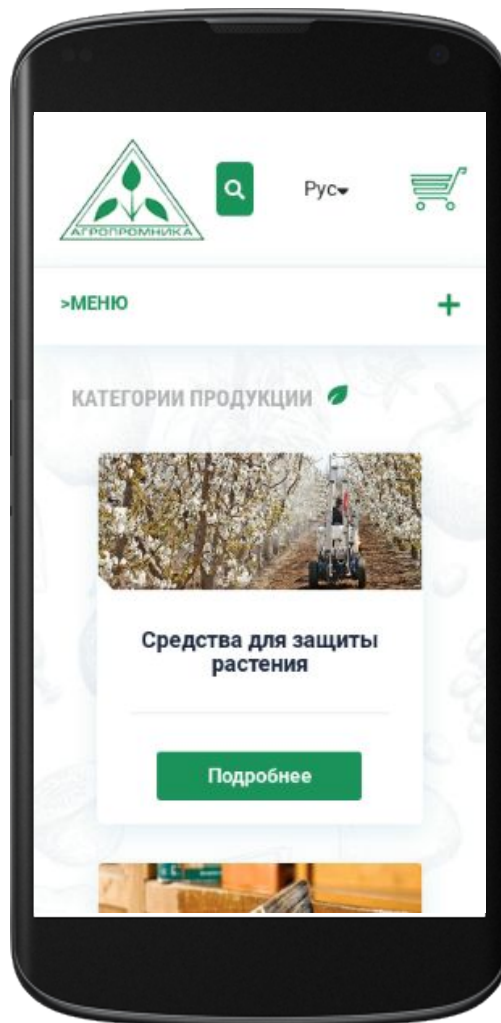 АГРОПРОМНИКА
Рус
>МЕНЮ
+
КАТЕГОРИИ ПРОДУКЦИИ
Средства для защиты
растения
Подробнее